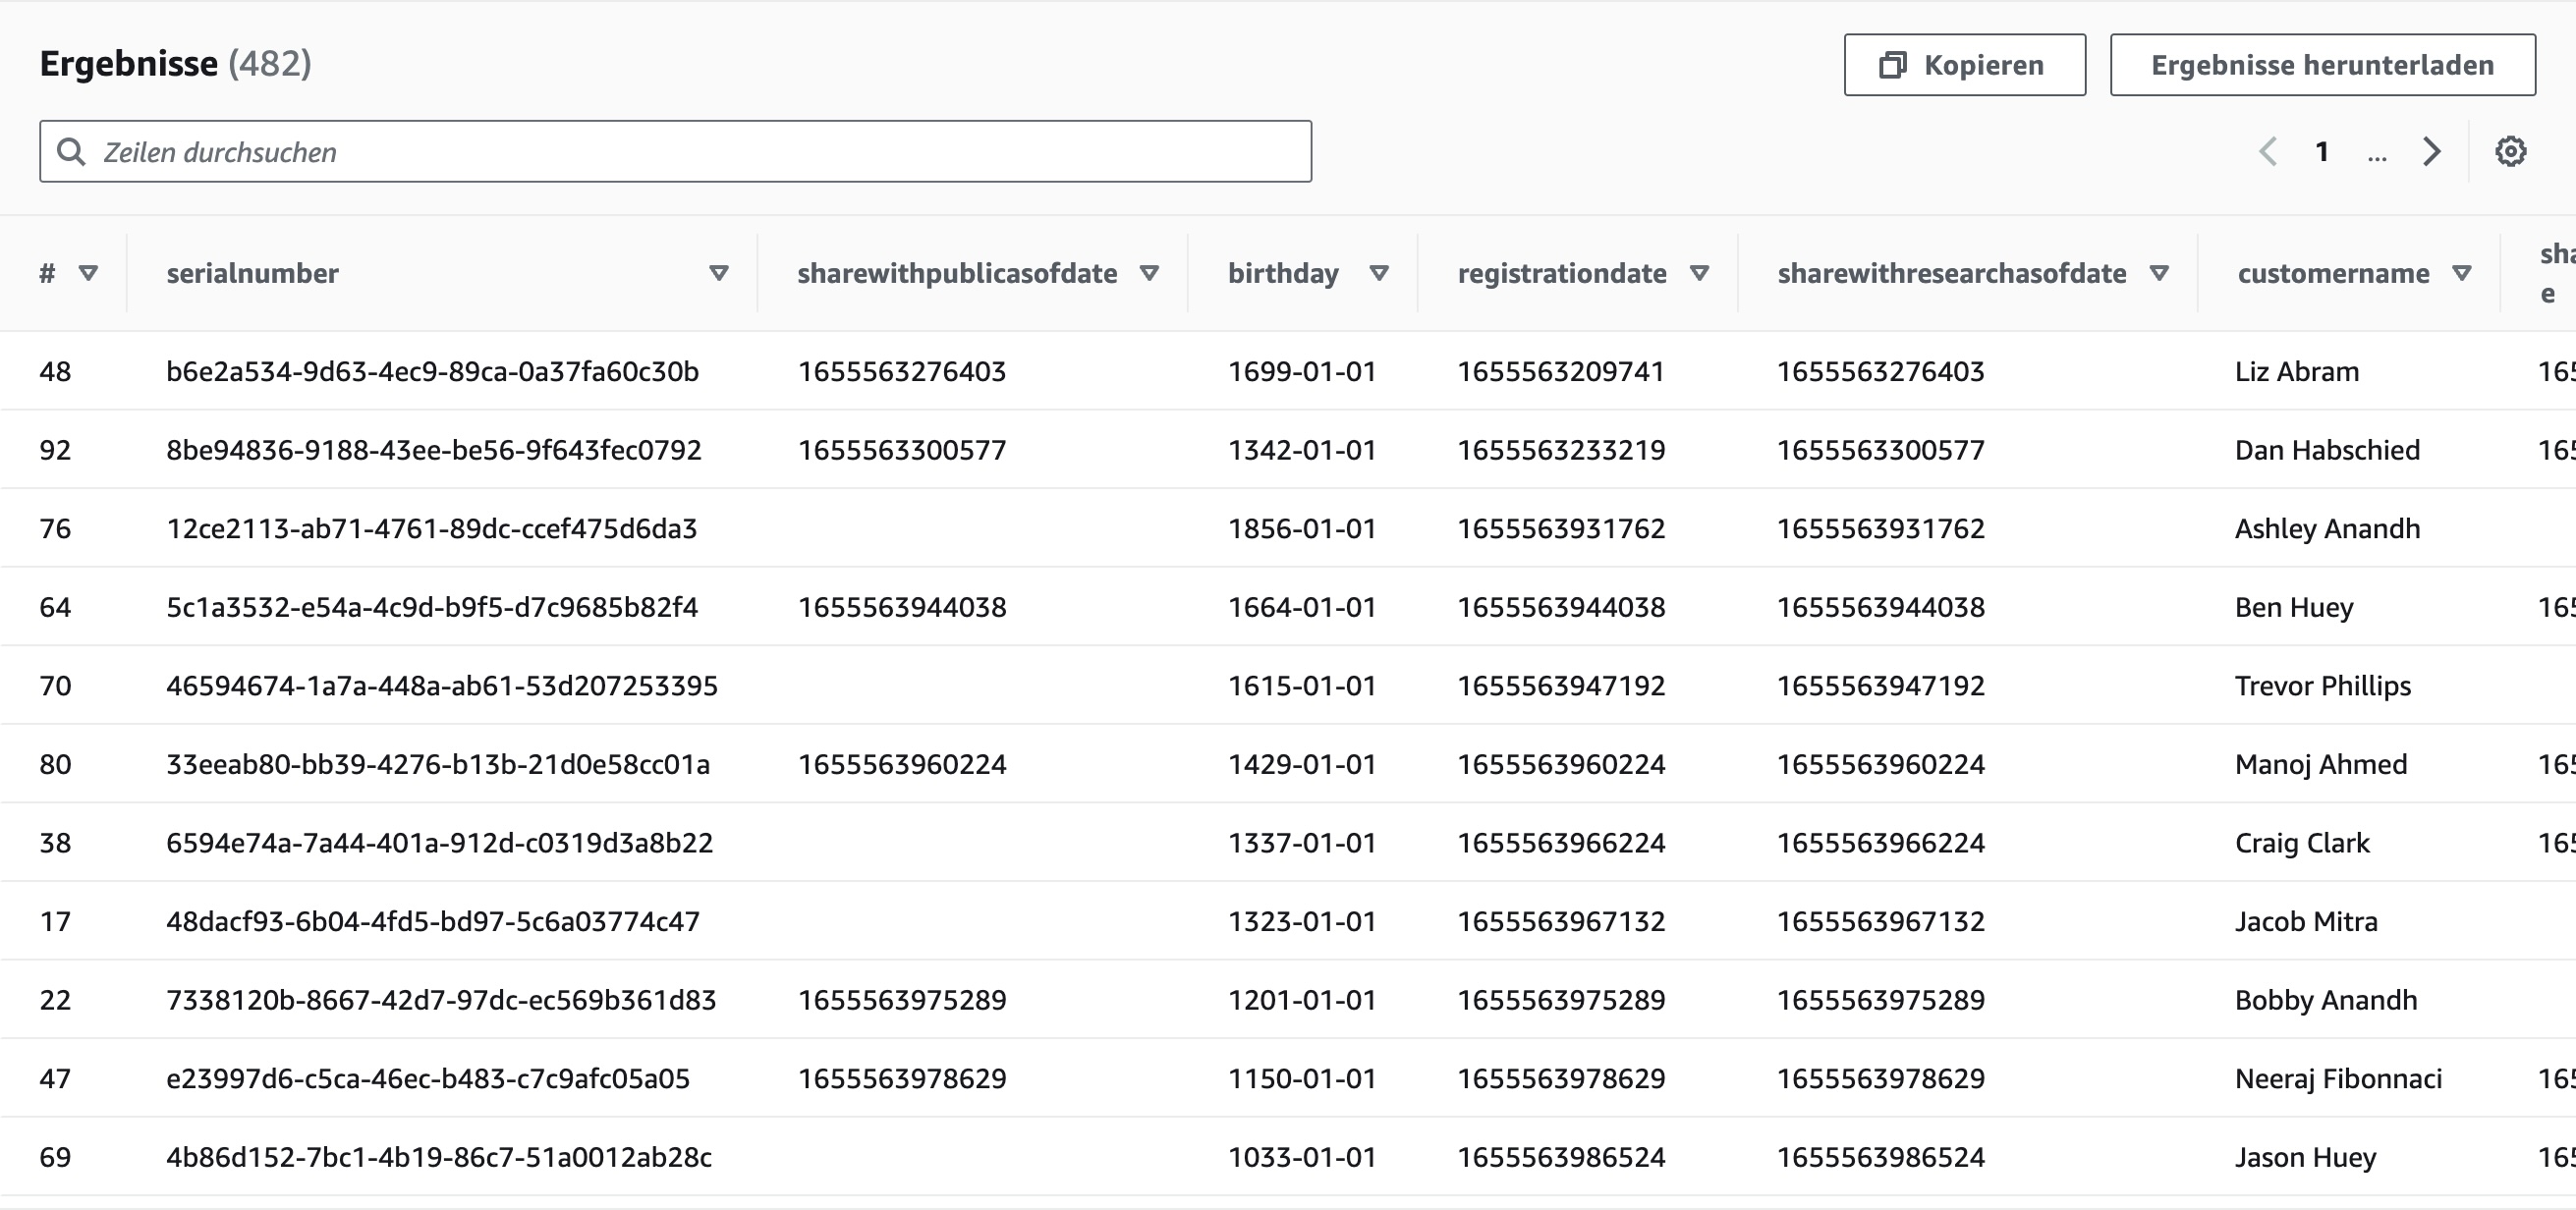 Ergebnisse (482)
Kopieren
Ergebnisse herunterladen
Zeilen durchsuchen
1 ...
# serialnumber sharewithpublicasofdate birthday registrationdate sharewithresearchasofdate customername sha
e
48 b6e2a534-9d63-4ec9-89ca-0a37fa60c30b 1655563276403 1699-01-01 1655563209741 1655563276403 Liz Abram 165
92 8be94836-9188-43ee-be56-9f643fec0792 1655563300577 1342-01-01 1655563233219 1655563300577 Dan Habschied 165
76 12ce2113-ab71-4761-89dc-ccef475d6da3 1856-01-01 1655563931762 1655563931762 Ashley Anandh
64 5c1a3532-e54a-4c9d-b9f5-d7c9685b82f4 1655563944038 1664-01-01 1655563944038 1655563944038 Ben Huey 165
70 46594674-1a7a-448a-ab61-53d207253395 1615-01-01 1655563947192 1655563947192 Trevor Phillips
80 33eeab80-bb39-4276-b13b-21d0e58cc01a 1655563960224 1429-01-01 1655563960224 1655563960224 Manoj Ahmed 165
38 6594e74a-7a44-401a-912d-c0319d3a8b22 1337-01-01 1655563966224 1655563966224 Craig Clark 165
17 48dacf93-6b04-4fd5-bd97-5c6a03774c47 1323-01-01 1655563967132 1655563967132 Jacob Mitra
22 7338120b-8667-42d7-97dc-ec569b361d83 1655563975289 1201-01-01 1655563975289 1655563975289 Bobby Anandh
47 e23997d6-c5ca-46ec-b483-c7c9afc05a05 1655563978629 1150-01-01 1655563978629 1655563978629 Neeraj Fibonnaci 165
69 4b86d152-7bc1-4b19-86c7-51a0012ab28c 1033-01-01 1655563986524 1655563986524 Jason Huey 165